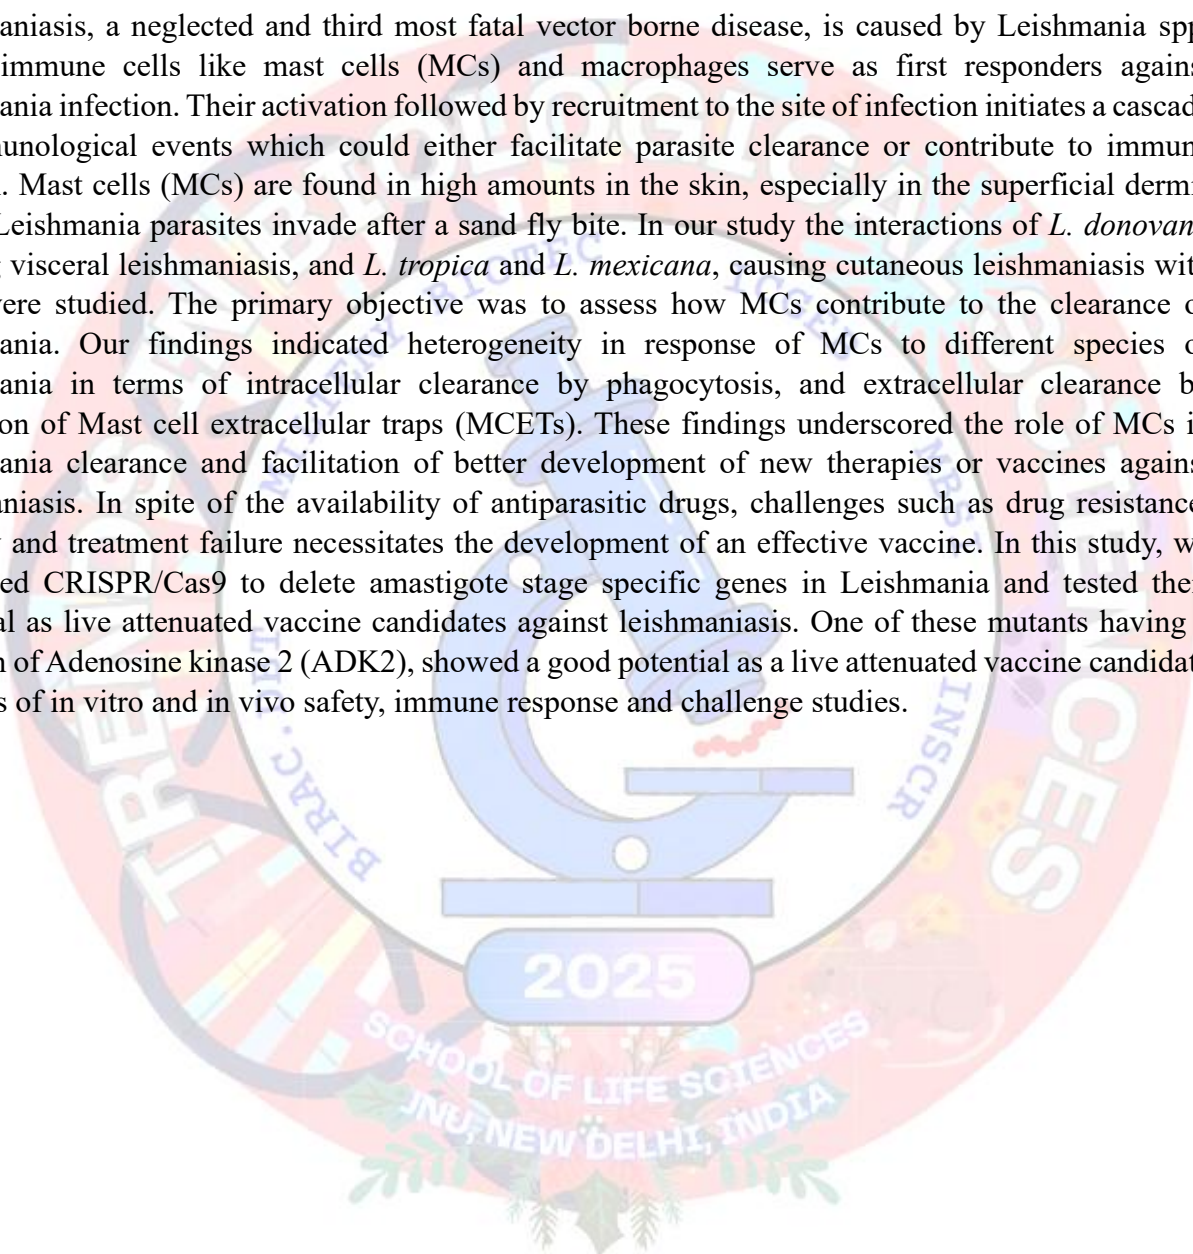 aniasis, a neglected and third most fatal vector borne disease, is caused by Leishmania spp
immune cells like mast cells (MCs) and macrophages serve as first responders agains
ania infection. Their activation followed by recruitment to the site of infection initiates a cascad
unological events which could either facilitate parasite clearance or contribute to immun
. Mast cells (MCs) are found in high amounts in the skin, especially in the superficial dermi
Leishmania parasites invade after a sand fly bite. In our study the interactions of L. donovan
visceral leishmaniasis, and L. tropica and L. mexicana, causing cutaneous leishmaniasis wit
ere studied. The primary objective was to assess how MCs contribute to the clearance o
ania. Our findings indicated heterogeneity in response of MCs to different species o
ania in terms of intracellular clearance by phagocytosis, and extracellular clearance b
on of Mast cell extracellular traps (MCETs). These findings underscored the role of MCs i
ania clearance and facilitation of better development of new therapies or vaccines agains
aniasis. In spite of the availability of antiparasitic drugs, challenges such as drug resistance
y and treatment failure necessitates the development of an effective vaccine. In this study, w
ed CRISPR/Cas9 to delete amastigote stage specific genes in Leishmania and tested thei
al as live attenuated vaccine candidates against leishmaniasis. One of these mutants having
n of Adenosine kinase 2 (ADK2), showed a good potential as a live attenuated vaccine candidat
s of in vitro and in vivo safety, immune response and challenge studies.
TRENDS
SCIENCES
BIRAC.
INSCR
2025
SCHOOL OF LIFE SCIENCES
JNU, NEW DELHI, INDIA